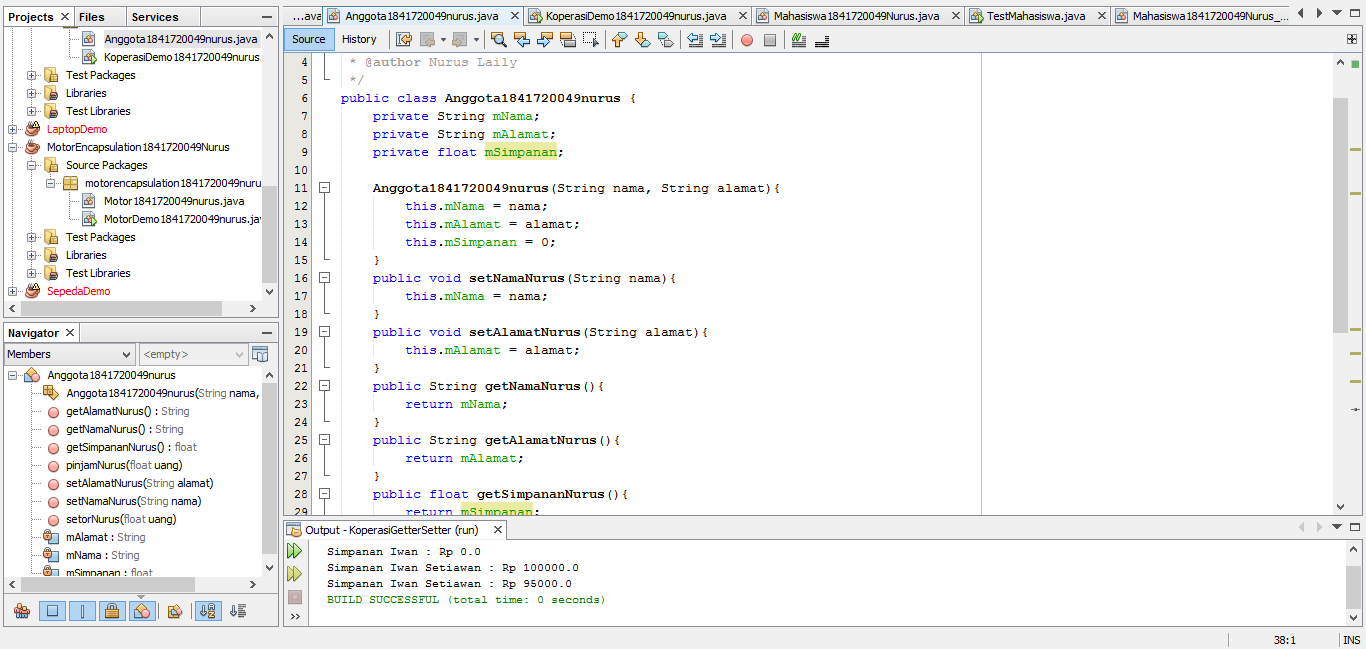 Projects
Files
Services
Anggota1841720049nurus.java
KoperasiDemo1841720049nurus.
Test Packages
Libraries
Test Libraries
LaptopDemo
MotorEncapsulation1841720049Nurus
Source Packages
motorencapsulation1841720049nuru
Motor1841720049nurus.java
MotorDemo1841720049nurus.ja
Test Packages
Libraries
Test Libraries
SepedaDemo
Navigator
Members
<empty>
Anggota1841720049nurus
Anggota1841720049nurus(String nama,
getAlamatNurus() : String
getNamaNurus() : String
getSimpananNurus() : float
pinjamNurus(float uang)
setAlamatNurus(String alamat)
setNamaNurus(String nama)
setorNurus(float uang)
mAlamat : String
mNama : String
mSimpanan : float
...ava
Anggota1841720049nurus.java
KoperasiDemo1841720049nurus.java
Mahasiswa1841720049Nurus.java
TestMahasiswa.java
Mahasiswa1841720049Nurus_...
Source
History
4 * @author Nurus Laily
5 */
6 public class Anggota1841720049nurus {
7 private String mNama;
8 private String mAlamat;
9 private float mSimpanan;
10
11 Anggota1841720049nurus(String nama, String alamat){
12 this.mNama = nama;
13 this.mAlamat = alamat;
14 this.mSimpanan = 0;
15 }
16 public void setNamaNurus(String nama){
17 this.mNama = nama;
18 }
19 public void setAlamatNurus(String alamat){
20 this.mAlamat = alamat;
21 }
22 public String getNamaNurus(){
23 return mNama;
24 }
25 public String getAlamatNurus(){
26 return mAlamat;
27 }
28 public float getSimpananNurus(){
29 return mSimpanan;
Output - KoperasiGetterSetter (run)
Simpanan Iwan : Rp 0.0
Simpanan Iwan Setiawan : Rp 100000.0
Simpanan Iwan Setiawan : Rp 95000.0
BUILD SUCCESSFUL (total time: 0 seconds)
38:1
INS